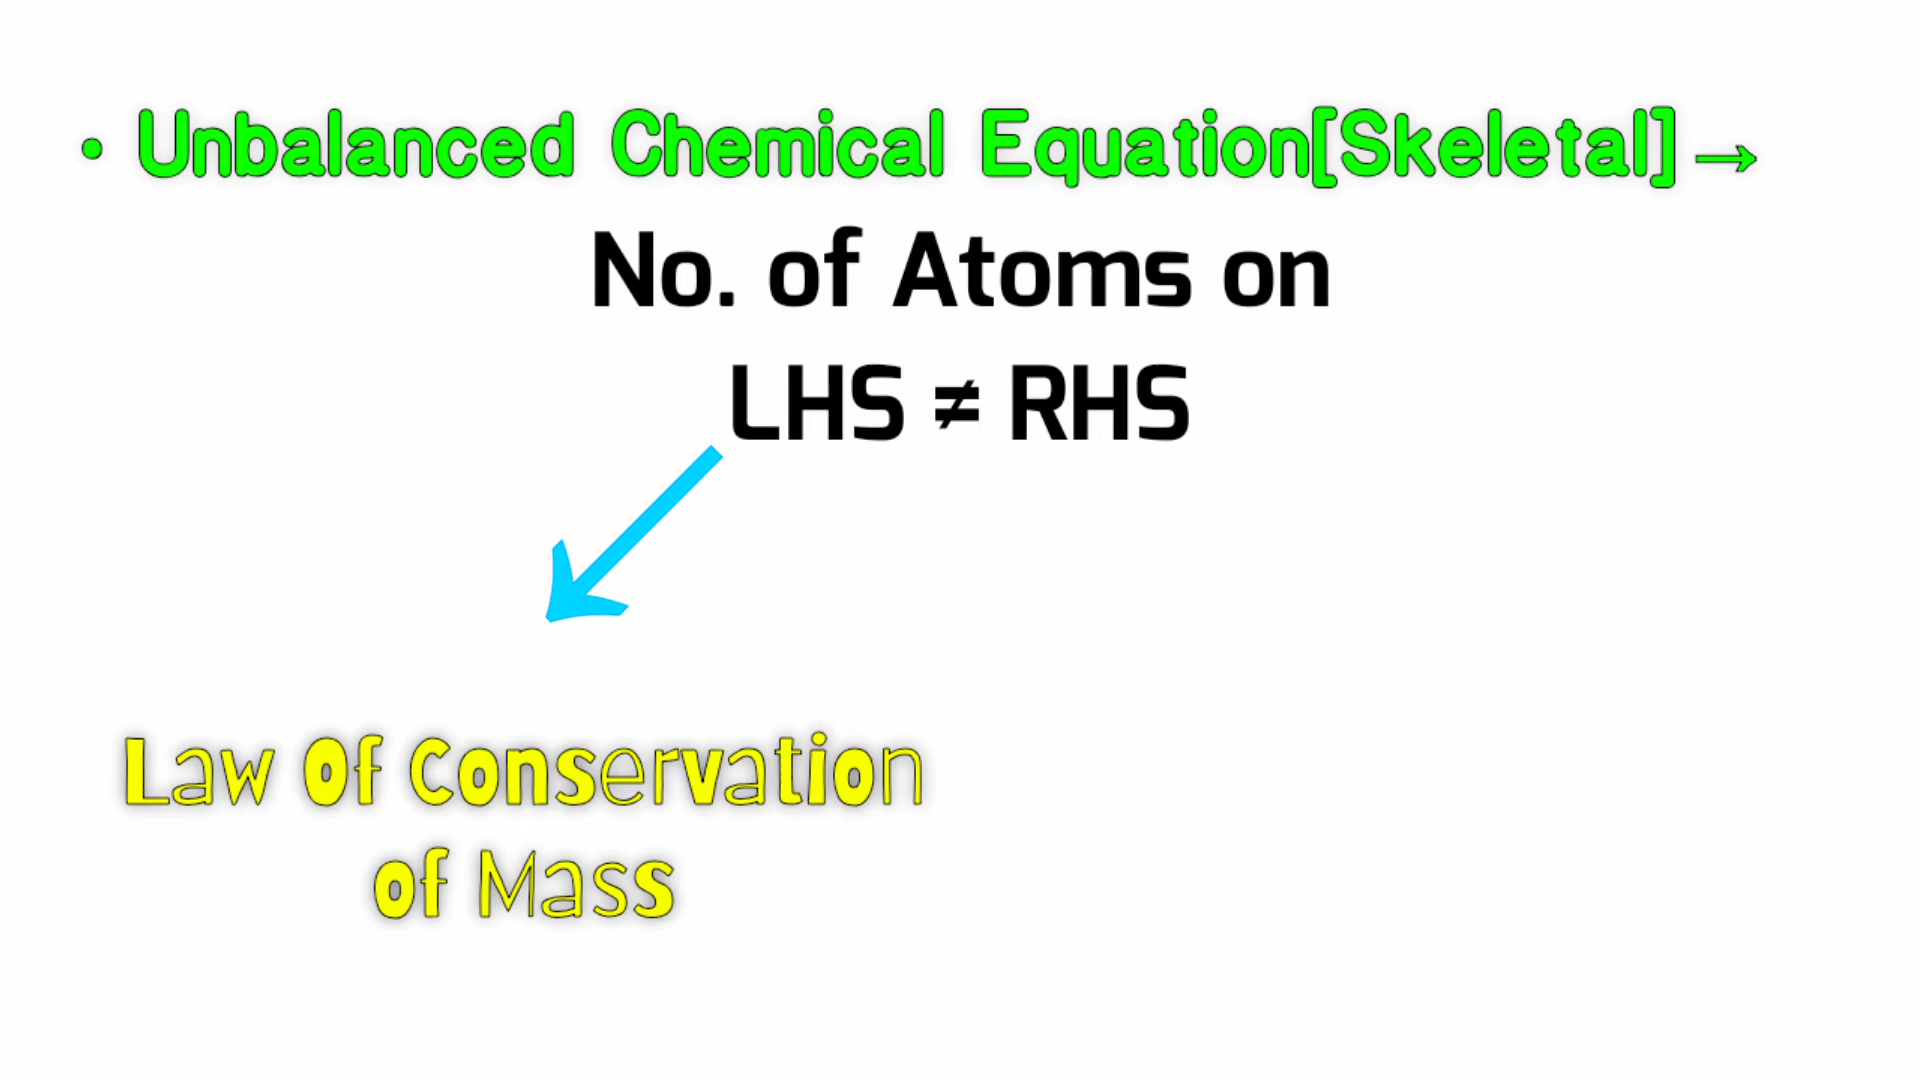 • Unbalanced Chemical Equation[Skeletal]→
No. of Atoms on
LHS ≠ RHS
Law Of Conservation
of Mass